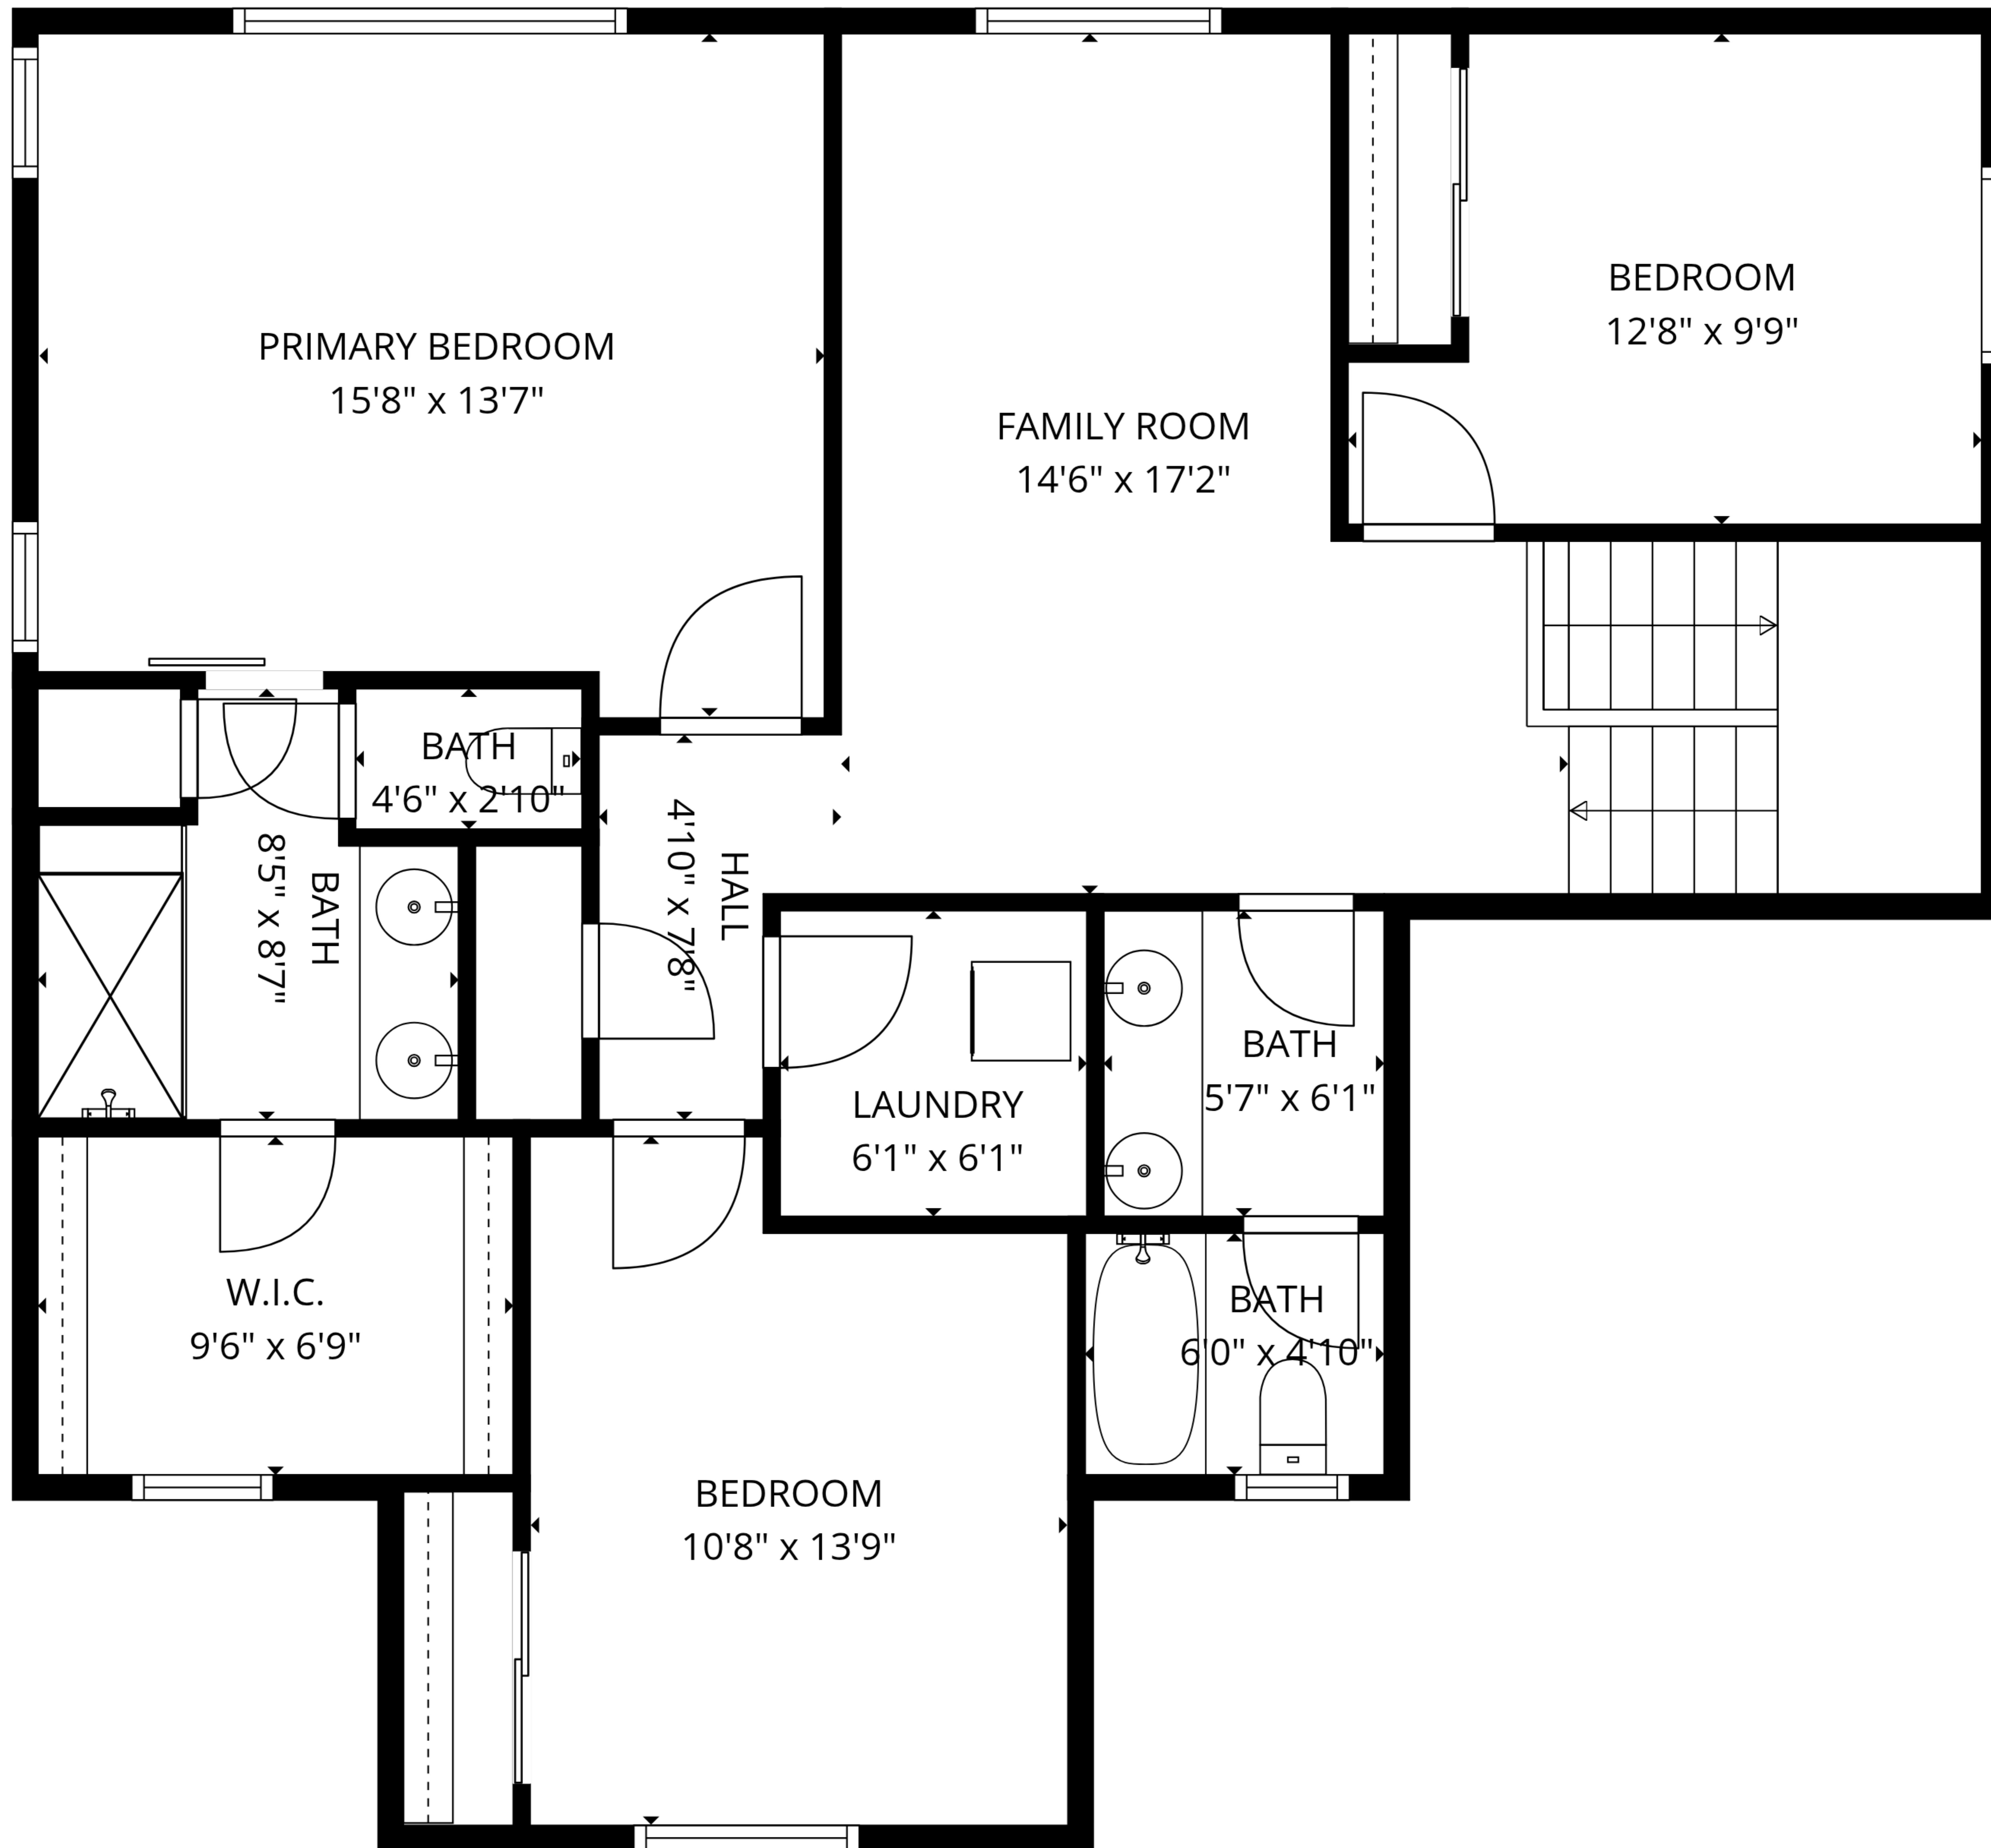 PRIMARY BEDROOM
15'8" x 13'7"
FAMILY ROOM
14'6" x 17'2"
BEDROOM
12'8" x 9'9"
BATH
4'6" x 2'10"
BATH
8'5" x 8'7"
HALL
4'10" x 7'8"
LAUNDRY
6'1" x 6'1"
BATH
5'7" x 6'1"
W.I.C.
9'6" x 6'9"
BATH
6'0" x 4'10"
BEDROOM
10'8" x 13'9"